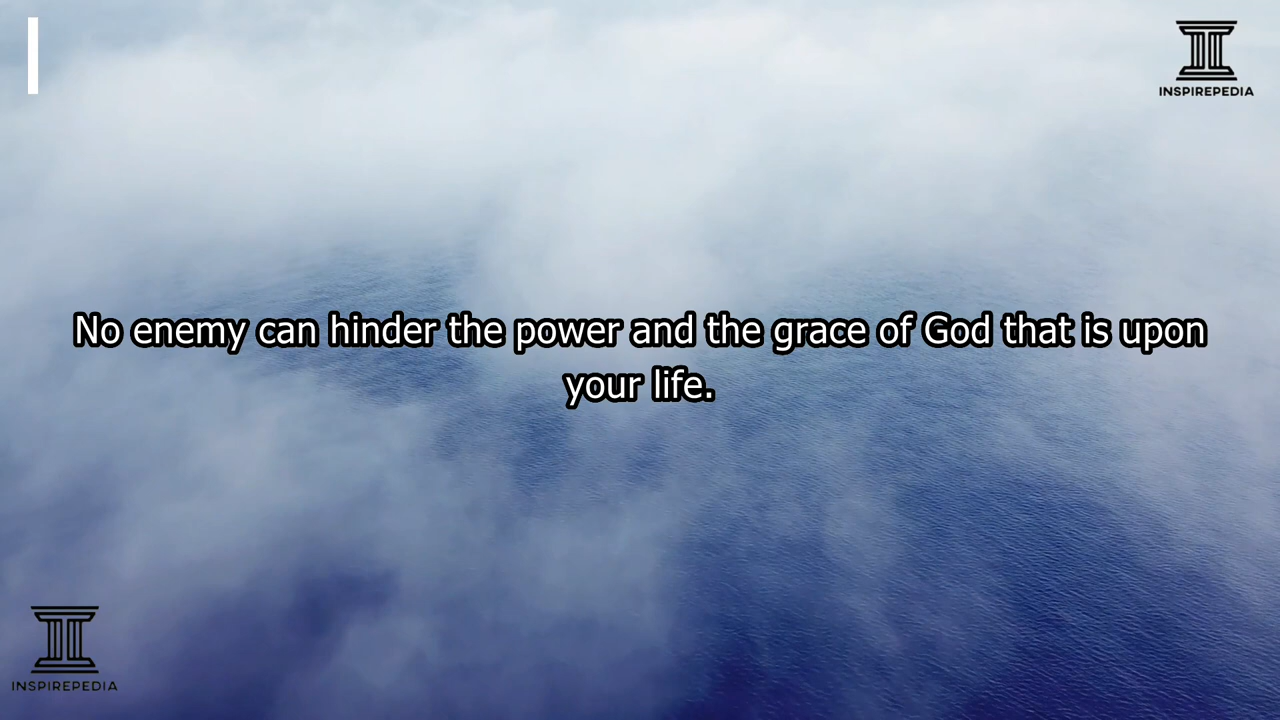 INSPIREPEDIA
No enemy can hinder the power and the grace of God that is upon
your life.
INSPIREPEDIA